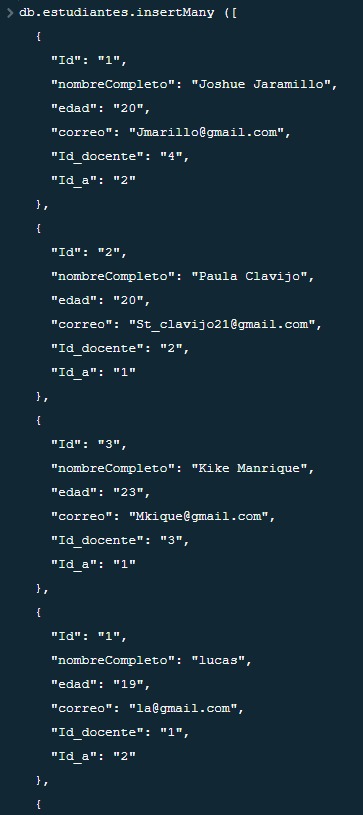 db.estudiantes.insertMany ([
{
"Id": "1",
"nombreCompleto": "Joshue Jaramillo",
"edad": "20",
"correo": "Jmarillo@gmail.com",
"Id_docente": "4",
"Id_a": "2"
},
{
"Id": "2",
"nombreCompleto": "Paula Clavijo",
"edad": "20",
"correo": "St_clavijo21@gmail.com",
"Id_docente": "2",
"Id_a": "1"
},
{
"Id": "3",
"nombreCompleto": "Kike Manrique",
"edad": "23",
"correo": "Mkique@gmail.com",
"Id_docente": "3",
"Id_a": "1"
},
{
"Id": "1",
"nombreCompleto": "lucas",
"edad": "19",
"correo": "la@gmail.com",
"Id_docente": "1",
"Id_a": "2"
},
{